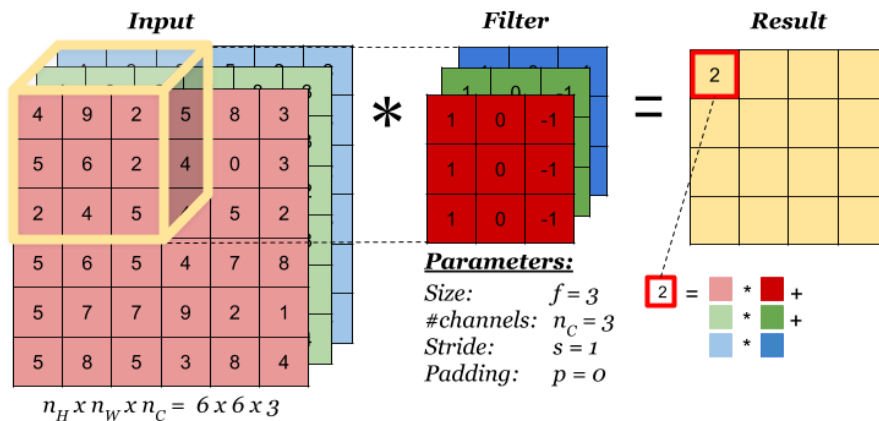 Input
Filter
Result
4 9 2 5 8 3
5 6 2 4 0 3
2 4 5 4 5 2
5 6 5 4 7 8
5 7 7 9 2 1
5 8 5 3 8 4
n_H x n_W x n_C = 6 x 6 x 3
*
1 0 -1
1 0 -1
1 0 -1
1 0 -1
Parameters:
Size: f = 3
#channels: n_C = 3
Stride: s = 1
Padding: p = 0
=
2
2 = * +
* +
*